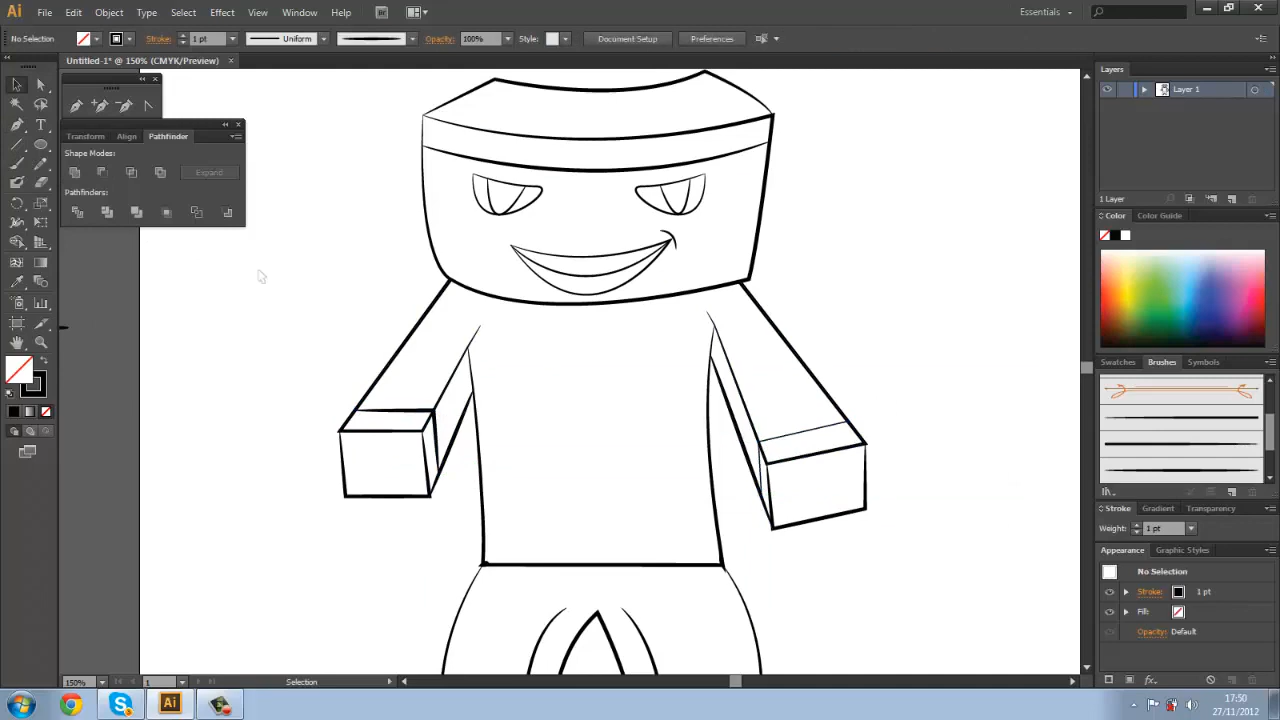 Ai File Edit Object Type Select Effect View Window Help Br Essentials
No Selection Stroke: 1 pt Uniform Opacity: 100% Style: Document Setup Preferences
Untitled-1* @ 150% (CMYK/Preview)
Transform Align Pathfinder
Shape Modes:
Expand
Pathfinders:
T
Layers
Layer 1
1 Layer
Color Color Guide
Swatches Brushes Symbols
Stroke Gradient Transparency
Weight: 1 pt
Appearance Graphic Styles
No Selection
Stroke: 1 pt
Fill:
Opacity: Default
fx
150% 1 Selection
Ai
17:50
27/11/2012